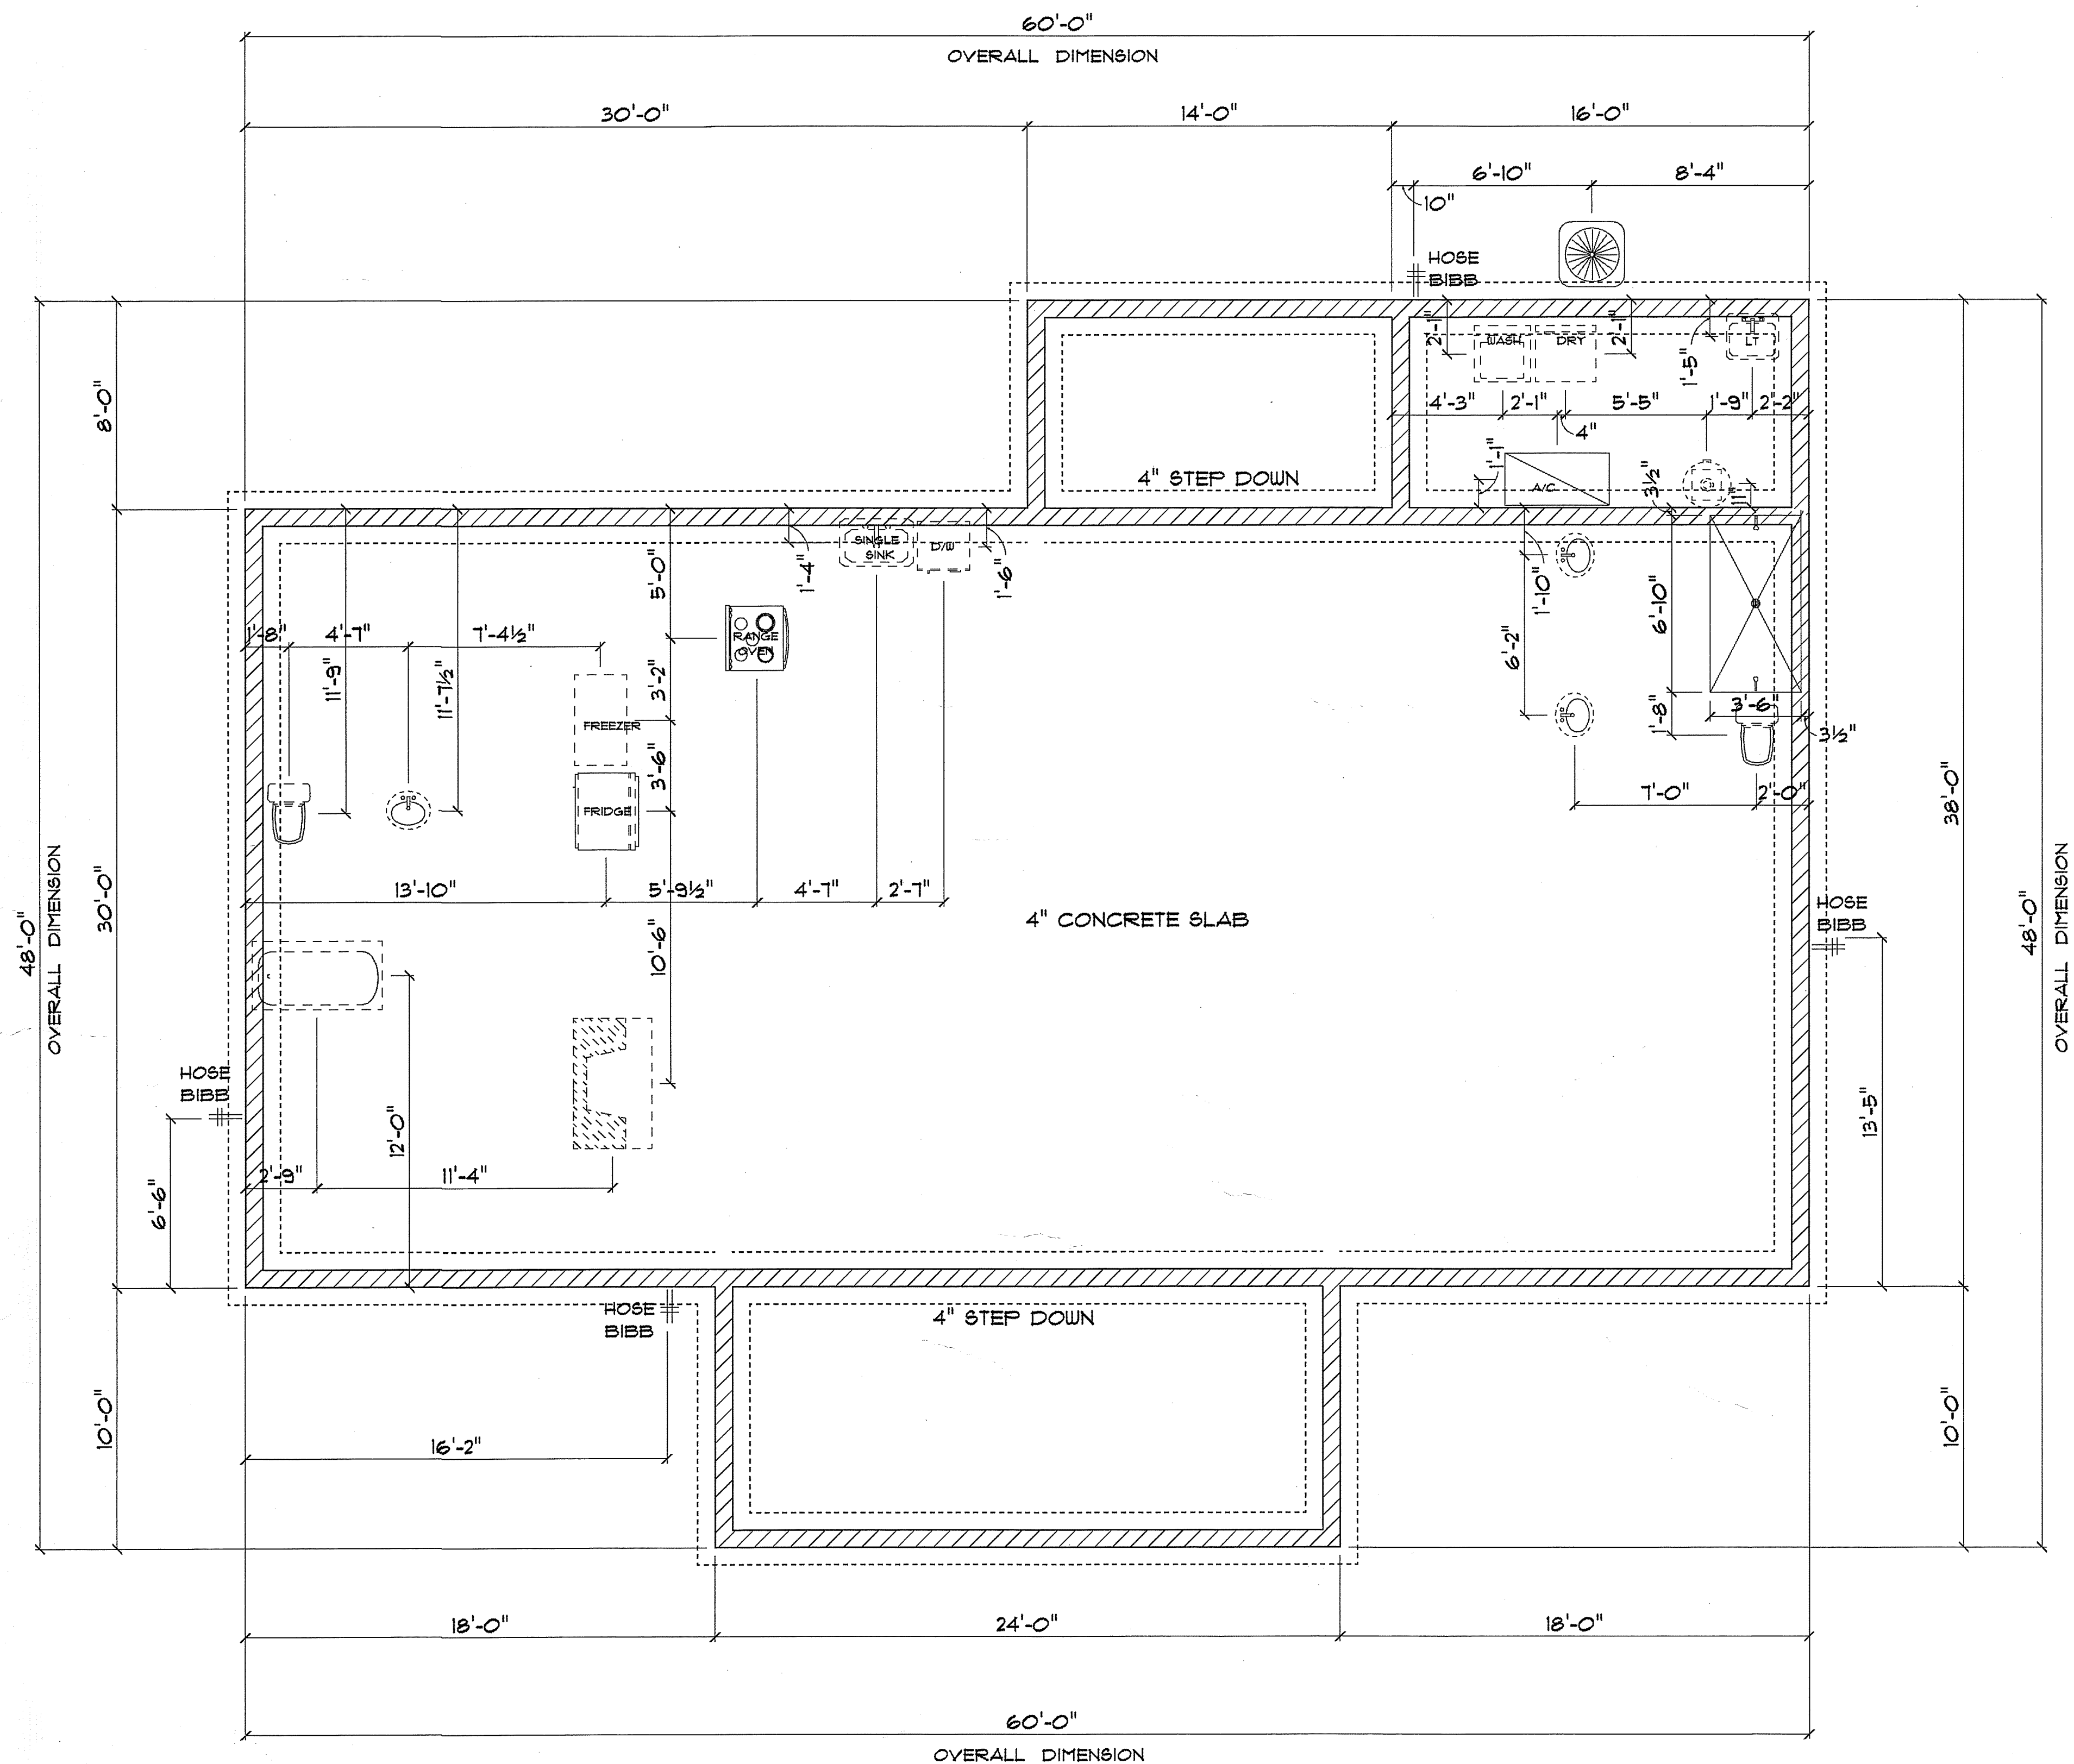 60'-0"
OVERALL DIMENSION
30'-0"
14'-0"
16'-0"
6'-10"
8'-4"
10"
HOSE
BIBB
2'-1"
WASH
DRY
2'-1"
1'-5"
LT
4'-3"
2'-1"
5'-5"
1'-9"
2'-2"
4"
8'-0"
4" STEP DOWN
1'-1"
A/C
3½"
11"
SINGLE
SINK
D/W
1'-4"
1'-6"
5'-0"
1'-10"
6'-10"
1'-8"
4'-7"
7'-4½"
11'-9"
11'-7½"
RANGE
OVEN
3'-2"
6'-2"
FREEZER
3'-6"
1'-8"
3'-6"
3½"
FRIDGE
7'-0"
2'-0"
38'-0"
13'-10"
5'-9½"
4'-7"
2'-7"
30'-0"
48'-0"
OVERALL DIMENSION
10'-6"
4" CONCRETE SLAB
HOSE
BIBB
48'-0"
OVERALL DIMENSION
HOSE
BIBB
12'-0"
13'-5"
2'-9"
11'-4"
6'-6"
HOSE
BIBB
4" STEP DOWN
10'-0"
10'-0"
16'-2"
18'-0"
24'-0"
18'-0"
60'-0"
OVERALL DIMENSION